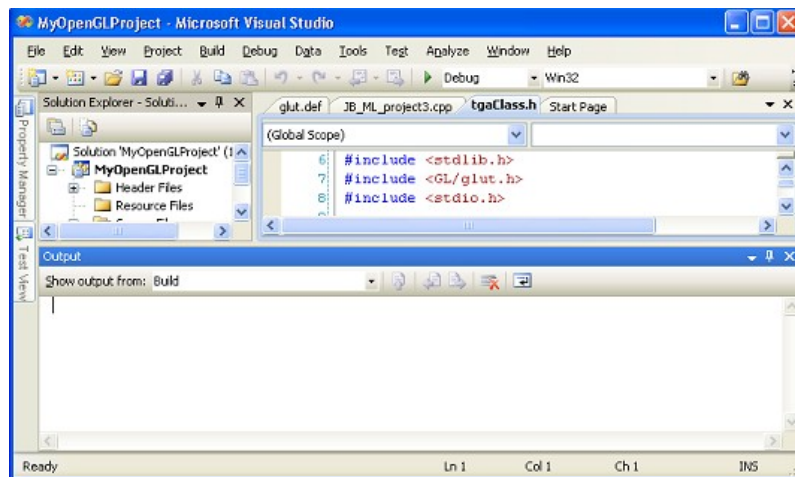 MyOpenGLProject - Microsoft Visual Studio
File Edit View Project Build Debug Data Tools Test Analyze Window Help
Debug Win32
Solution Explorer - Soluti...
glut.def JB_ML_project3.cpp tgaClass.h Start Page
(Global Scope)
Property Manager
Test View
Solution 'MyOpenGLProject' (1
MyOpenGLProject
Header Files
Resource Files
6 #include <stdlib.h>
7 #include <GL/glut.h>
8 #include <stdio.h>
Output
Show output from: Build
Ready Ln 1 Col 1 Ch 1 INS